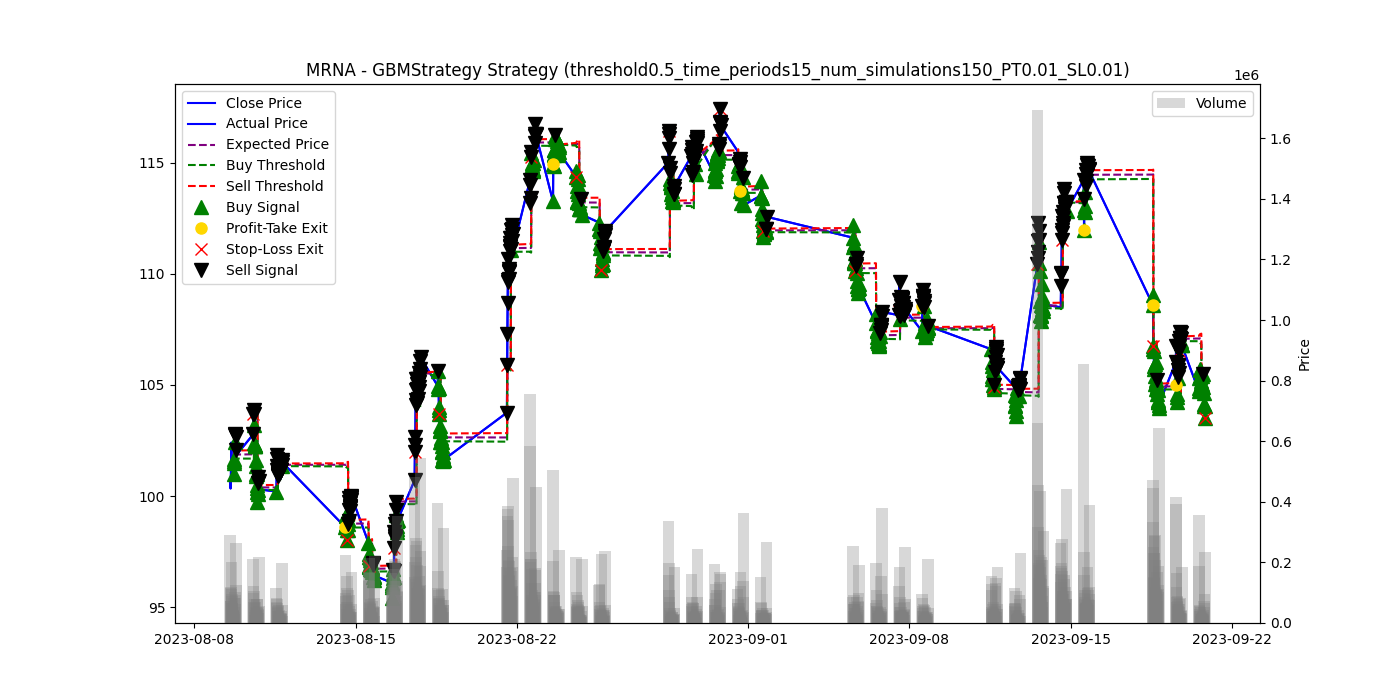 MRNA - GBMStrategy Strategy (threshold0.5_time_periods15_num_simulations150_PT0.01_SL0.01)
1e6
Close Price
Actual Price
Expected Price
Buy Threshold
Sell Threshold
Buy Signal
Profit-Take Exit
Stop-Loss Exit
Sell Signal
Volume
115
110
105
100
95
1.6
1.4
1.2
1.0
0.8
0.6
0.4
0.2
0.0
Price
2023-08-08
2023-08-15
2023-08-22
2023-09-01
2023-09-08
2023-09-15
2023-09-22